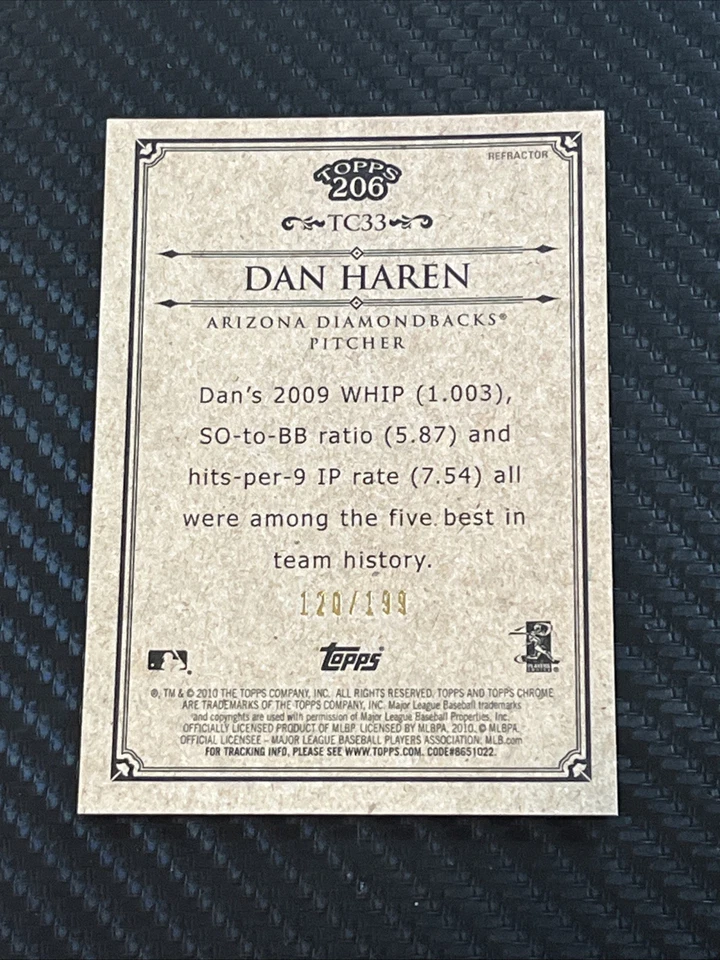 REFRACTOR
TOPPS
206
TC33
DAN HAREN
ARIZONA DIAMONDBACKS®
PITCHER
Dan's 2009 WHIP (1.003),
SO-to-BB ratio (5.87) and
hits-per-9 IP rate (7.54) all
were among the five best in
team history.
120/199
Topps®
PLAYERS
CHOICE
®, TM & © 2010 THE TOPPS COMPANY, INC. ALL RIGHTS RESERVED. TOPPS AND TOPPS CHROME
ARE TRADEMARKS OF THE TOPPS COMPANY, INC. Major League Baseball trademarks
and copyrights are used with permission of Major League Baseball Properties, Inc.
OFFICIALLY LICENSED PRODUCT OF MLBP. LICENSED BY MLBPA, 2010. © MLBPA,
OFFICIAL LICENSEE – MAJOR LEAGUE BASEBALL PLAYERS ASSOCIATION. MLB.com
FOR TRACKING INFO, PLEASE SEE WWW.TOPPS.COM. CODE#8651022.